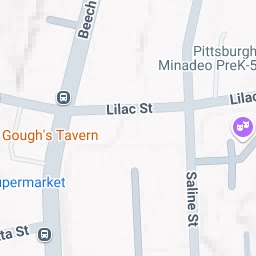 Beech
Pittsburgh
Minadeo PreK-5
Lilac St
Lilac
Gough's Tavern
upermarket
Saline St
ta St